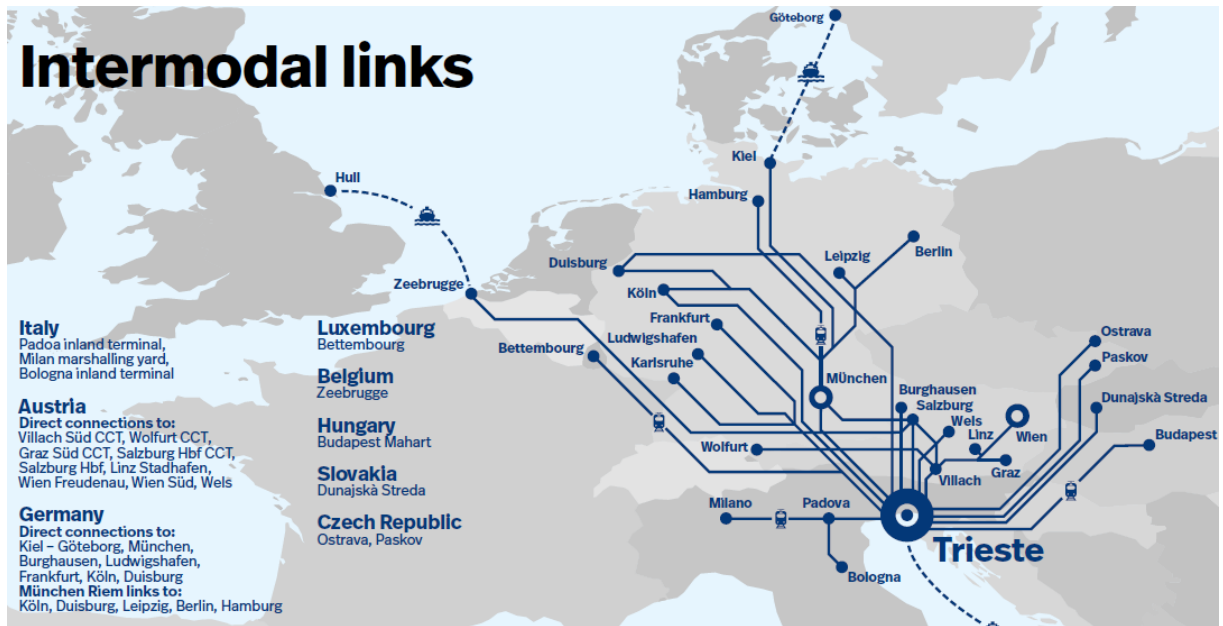 Intermodal links
Göteborg
Kiel
Hamburg
Hull
Berlin
Leipzig
Duisburg
Zeebrugge
Köln
Frankfurt
Ludwigshafen
Bettembourg
Karlsruhe
München
Burghausen
Salzburg
Wels
Linz
Wien
Ostrava
Paskov
Dunajskà Streda
Budapest
Wolfurt
Villach
Graz
Milano
Padova
Bologna
Trieste
Italy
Padoa inland terminal,
Milan marshalling yard,
Bologna inland terminal
Austria
Direct connections to:
Villach Süd CCT, Wolfurt CCT,
Graz Süd CCT, Salzburg Hbf CCT,
Salzburg Hbf, Linz Stadhafen,
Wien Freudenau, Wien Süd, Wels
Germany
Direct connections to:
Kiel – Göteborg, München,
Burghausen, Ludwigshafen,
Frankfurt, Köln, Duisburg
München Riem links to:
Köln, Duisburg, Leipzig, Berlin, Hamburg
Luxembourg
Bettembourg
Belgium
Zeebrugge
Hungary
Budapest Mahart
Slovakia
Dunajskà Streda
Czech Republic
Ostrava, Paskov